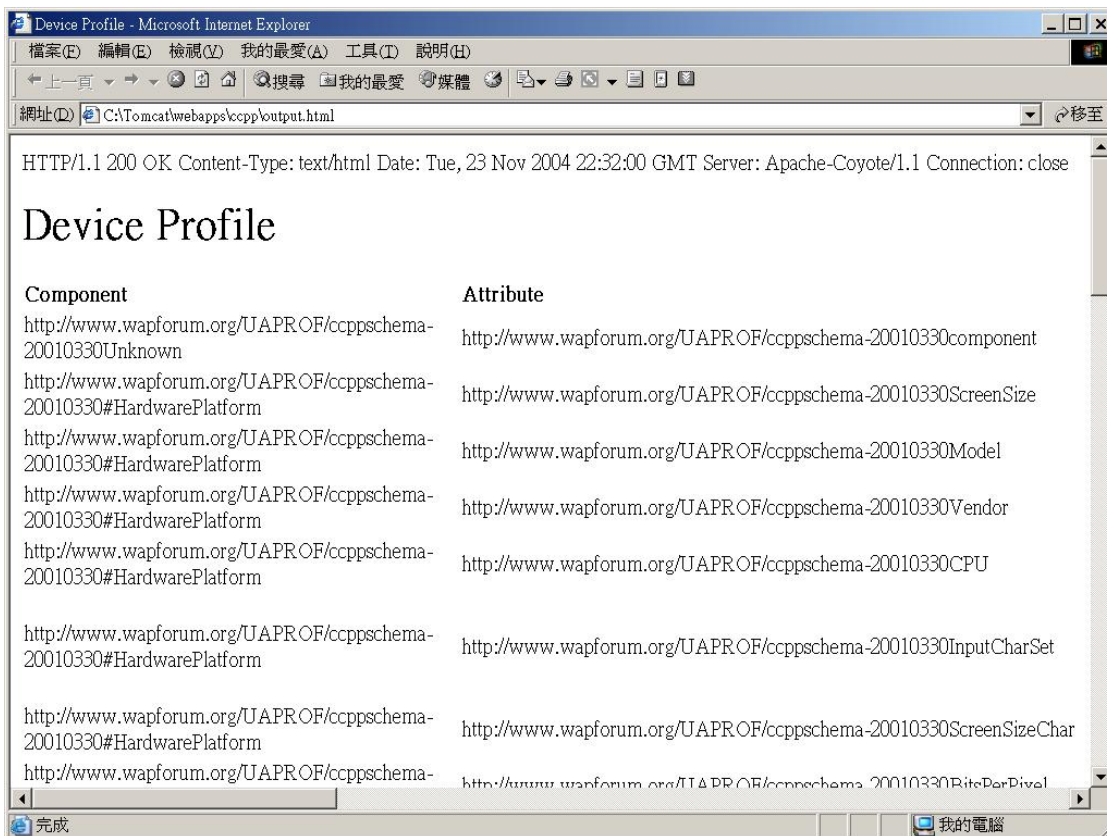 Device Profile - Microsoft Internet Explorer
檔案(F) 編輯(E) 檢視(V) 我的最愛(A) 工具(T) 說明(H)
上一頁 搜尋 我的最愛 媒體
網址(D) C:\Tomcat\webapps\ccpp\output.html 移至
HTTP/1.1 200 OK Content-Type: text/html Date: Tue, 23 Nov 2004 22:32:00 GMT Server: Apache-Coyote/1.1 Connection: close
Device Profile
Component Attribute
http://www.wapforum.org/UAPROF/ccppschema-
20010330Unknown
http://www.wapforum.org/UAPROF/ccppschema-20010330component
http://www.wapforum.org/UAPROF/ccppschema-
20010330#HardwarePlatform
http://www.wapforum.org/UAPROF/ccppschema-20010330ScreenSize
http://www.wapforum.org/UAPROF/ccppschema-
20010330#HardwarePlatform
http://www.wapforum.org/UAPROF/ccppschema-20010330Model
http://www.wapforum.org/UAPROF/ccppschema-
20010330#HardwarePlatform
http://www.wapforum.org/UAPROF/ccppschema-20010330Vendor
http://www.wapforum.org/UAPROF/ccppschema-
20010330#HardwarePlatform
http://www.wapforum.org/UAPROF/ccppschema-20010330CPU
http://www.wapforum.org/UAPROF/ccppschema-
20010330#HardwarePlatform
http://www.wapforum.org/UAPROF/ccppschema-20010330InputCharSet
http://www.wapforum.org/UAPROF/ccppschema-
20010330#HardwarePlatform
http://www.wapforum.org/UAPROF/ccppschema-20010330ScreenSizeChar
http://www.wapforum.org/UAPROF/ccppschema-
http://www.wapforum.org/UAPROF/ccppschema-20010330BitsPerPixel
完成 我的電腦